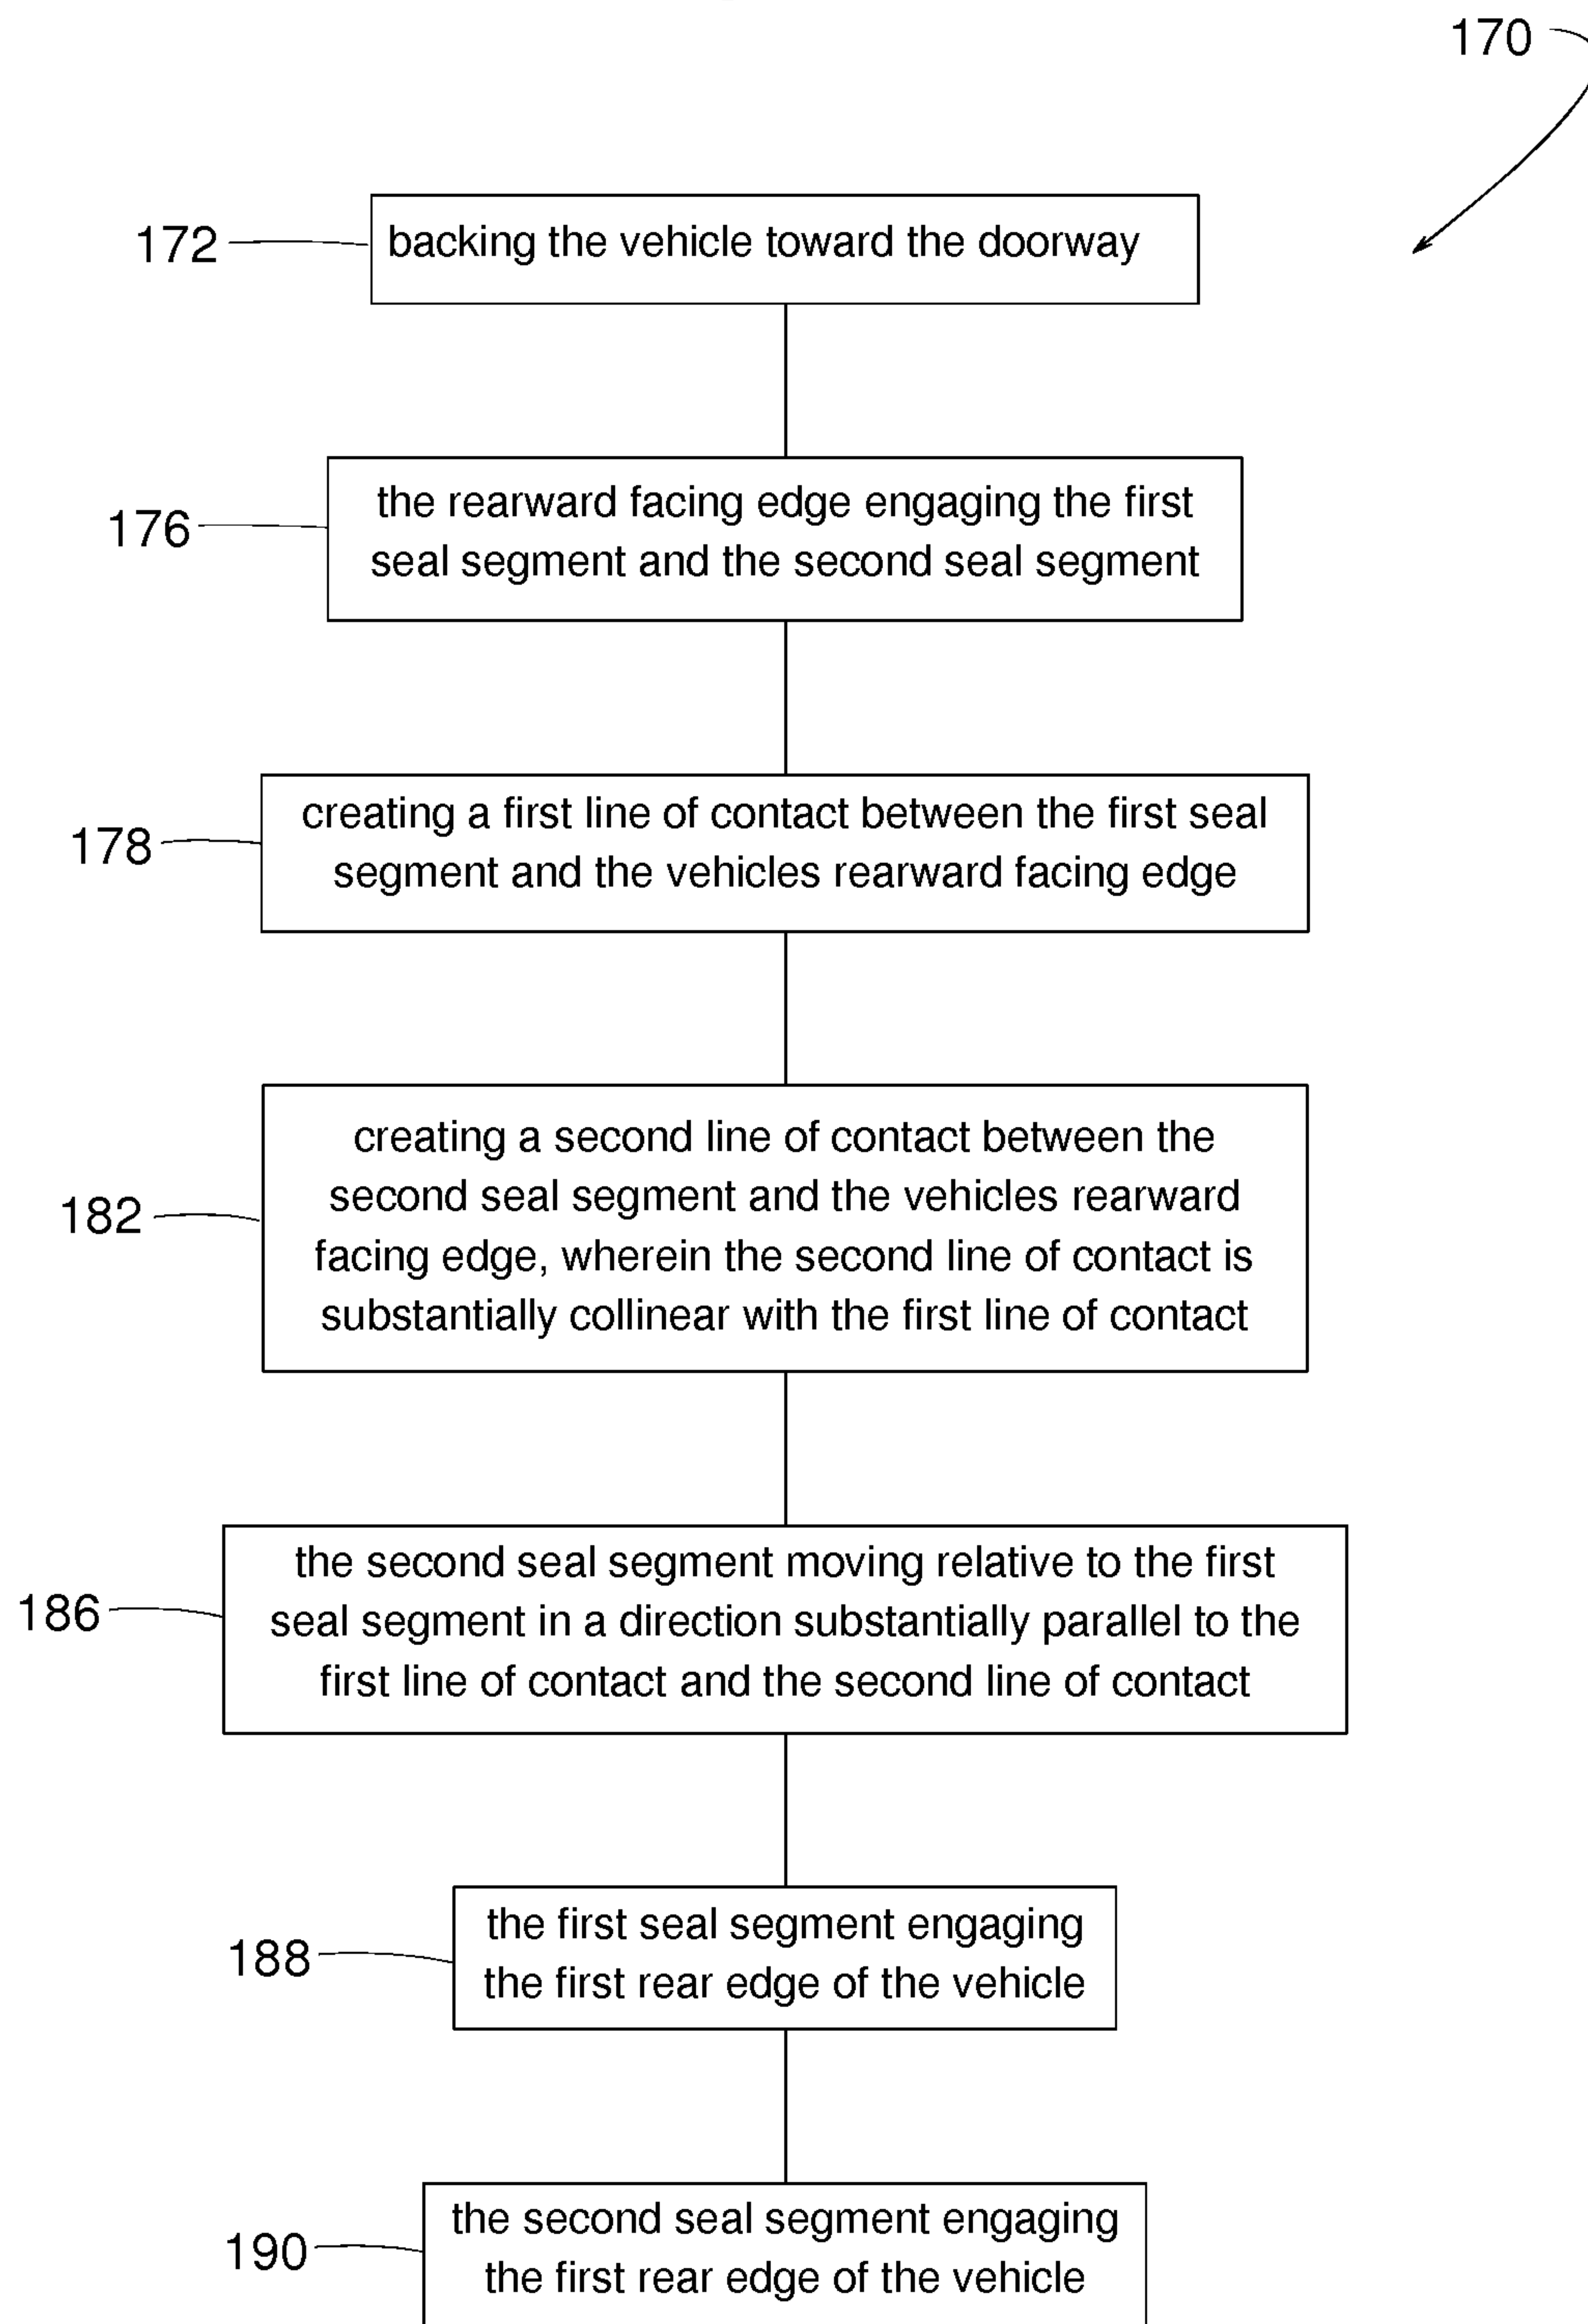 170
172
backing the vehicle toward the doorway
176
the rearward facing edge engaging the first
seal segment and the second seal segment
178
creating a first line of contact between the first seal
segment and the vehicles rearward facing edge
182
creating a second line of contact between the
second seal segment and the vehicles rearward
facing edge, wherein the second line of contact is
substantially collinear with the first line of contact
186
the second seal segment moving relative to the first
seal segment in a direction substantially parallel to the
first line of contact and the second line of contact
188
the first seal segment engaging
the first rear edge of the vehicle
190
the second seal segment engaging
the first rear edge of the vehicle